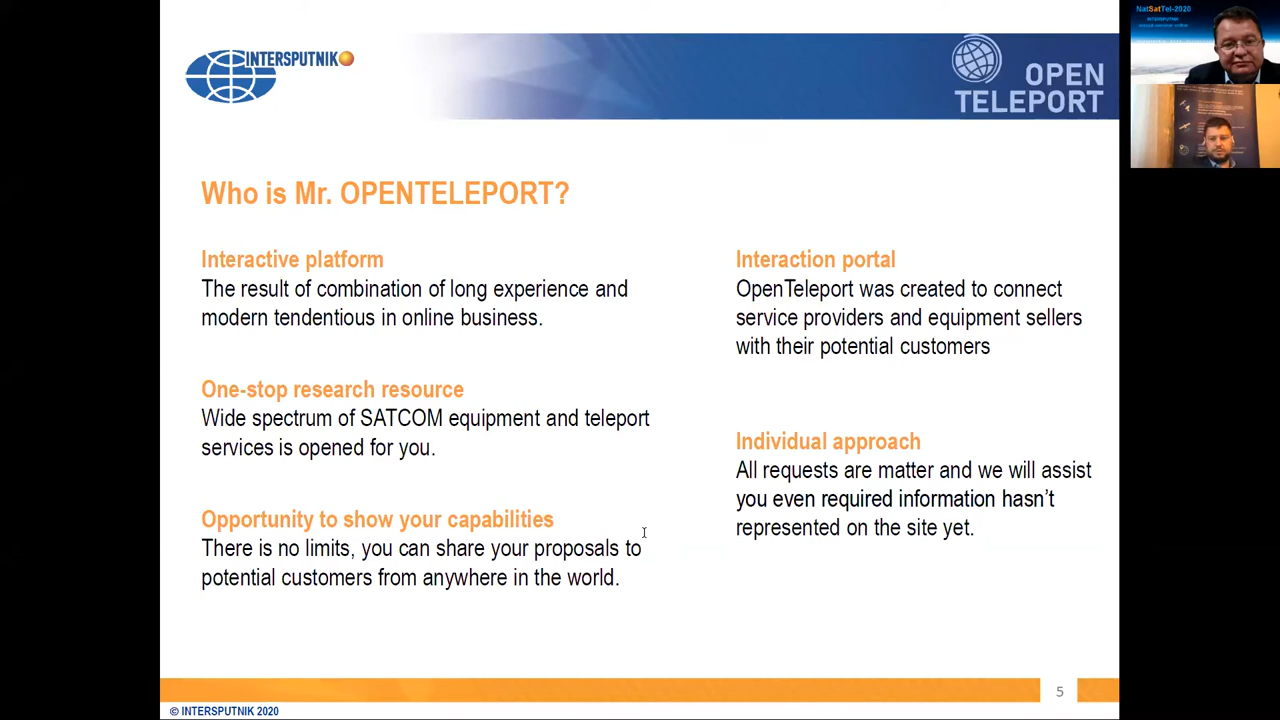 INTERSPUTNIK
OPEN
TELEPORT
Who is Mr. OPENTELEPORT?
Interactive platform
The result of combination of long experience and
modern tendentious in online business.
One-stop research resource
Wide spectrum of SATCOM equipment and teleport
services is opened for you.
Opportunity to show your capabilities
There is no limits, you can share your proposals to
potential customers from anywhere in the world.
Interaction portal
OpenTeleport was created to connect
service providers and equipment sellers
with their potential customers
Individual approach
All requests are matter and we will assist
you even required information hasn't
represented on the site yet.
5
© INTERSPUTNIK 2020
NatSatTel-2020
INTERSPUTNIK